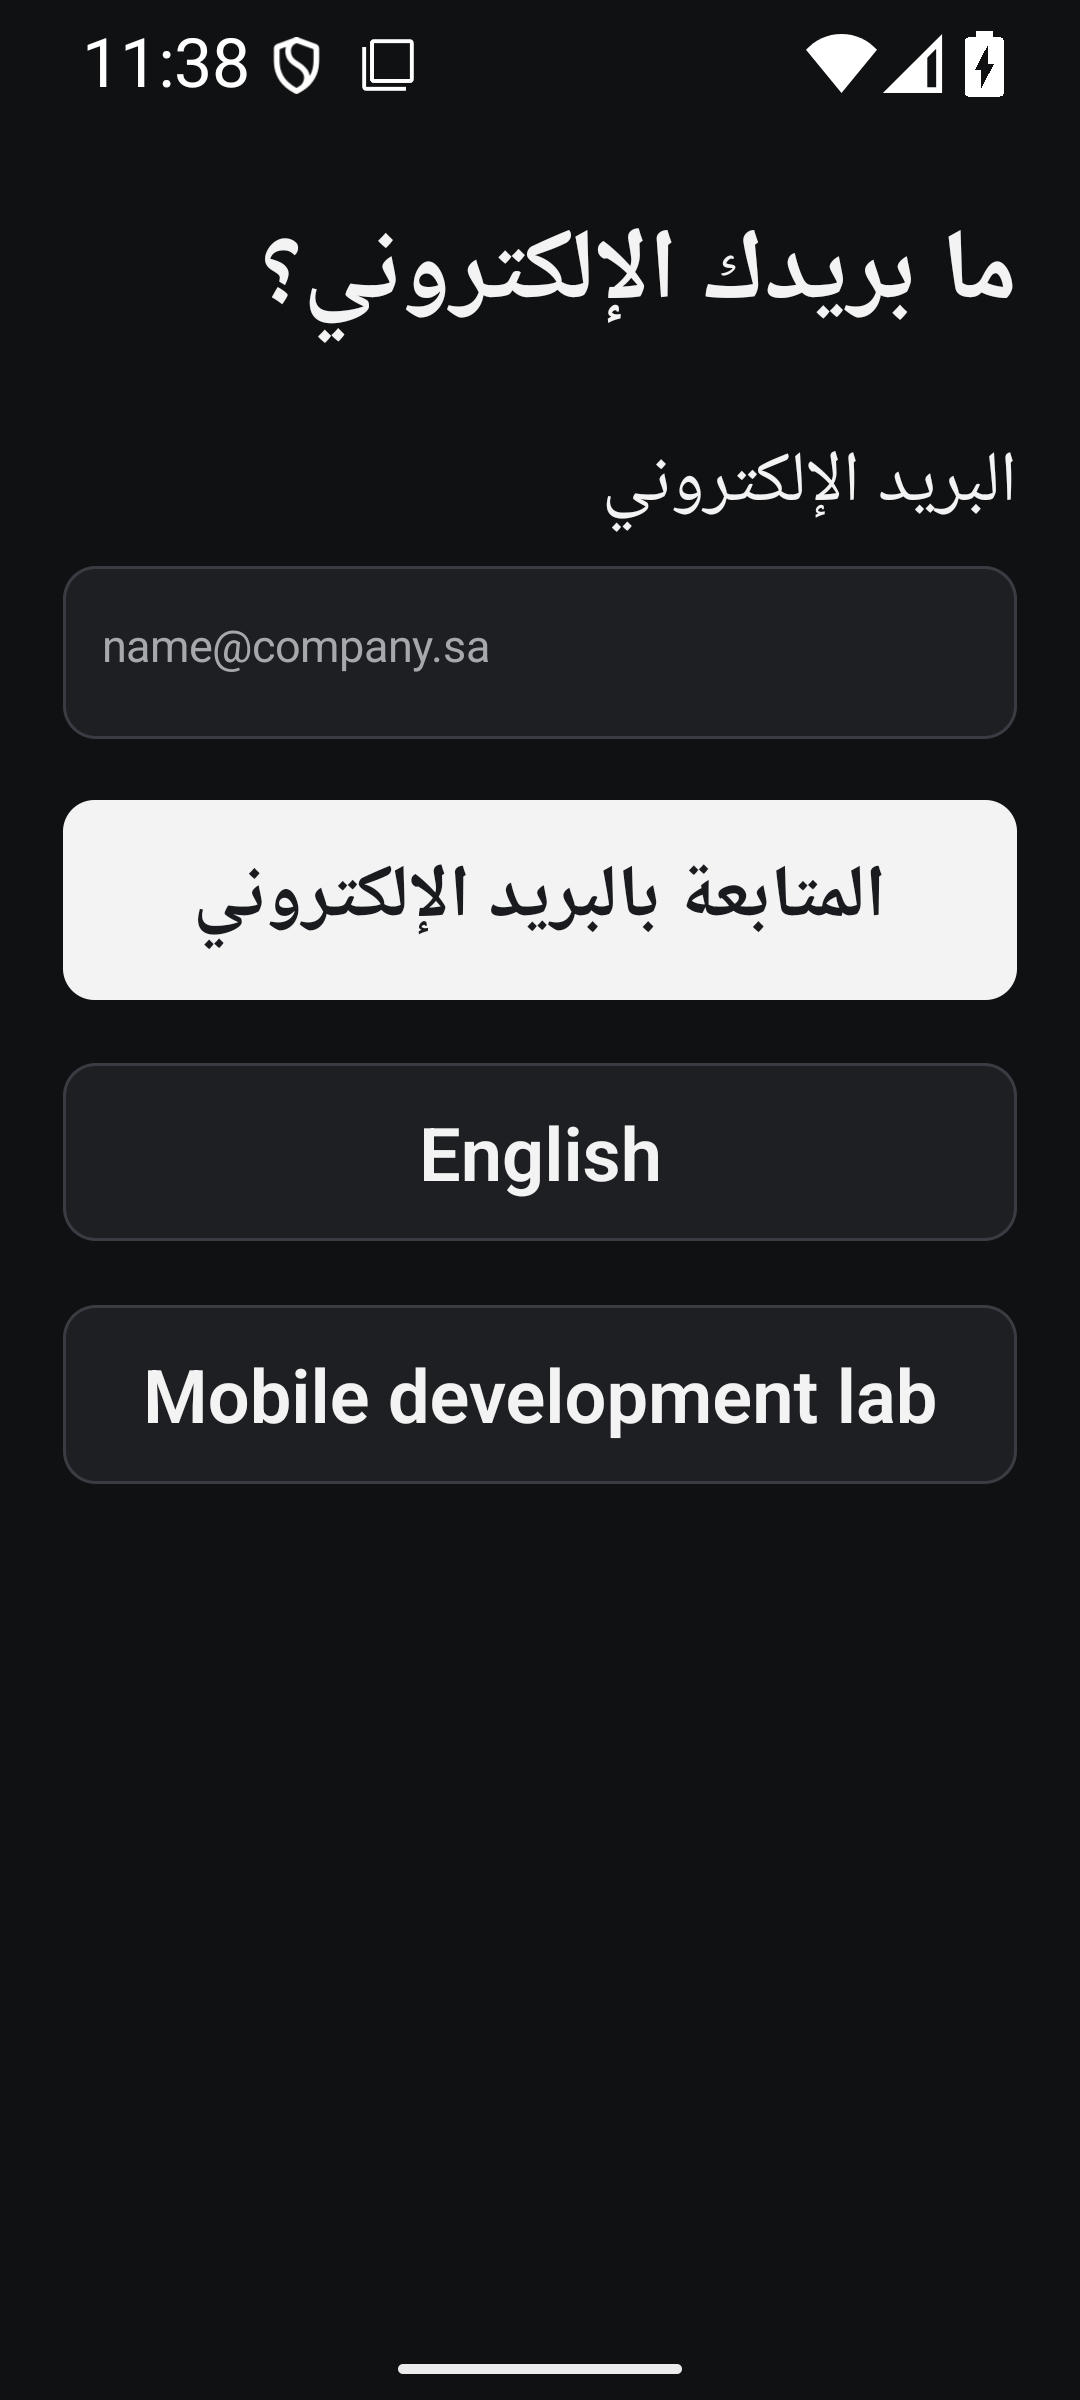 11:38
ما بريدك الإلكتروني؟
البريد الإلكتروني
name@company.sa
المتابعة بالبريد الإلكتروني
English
Mobile development lab